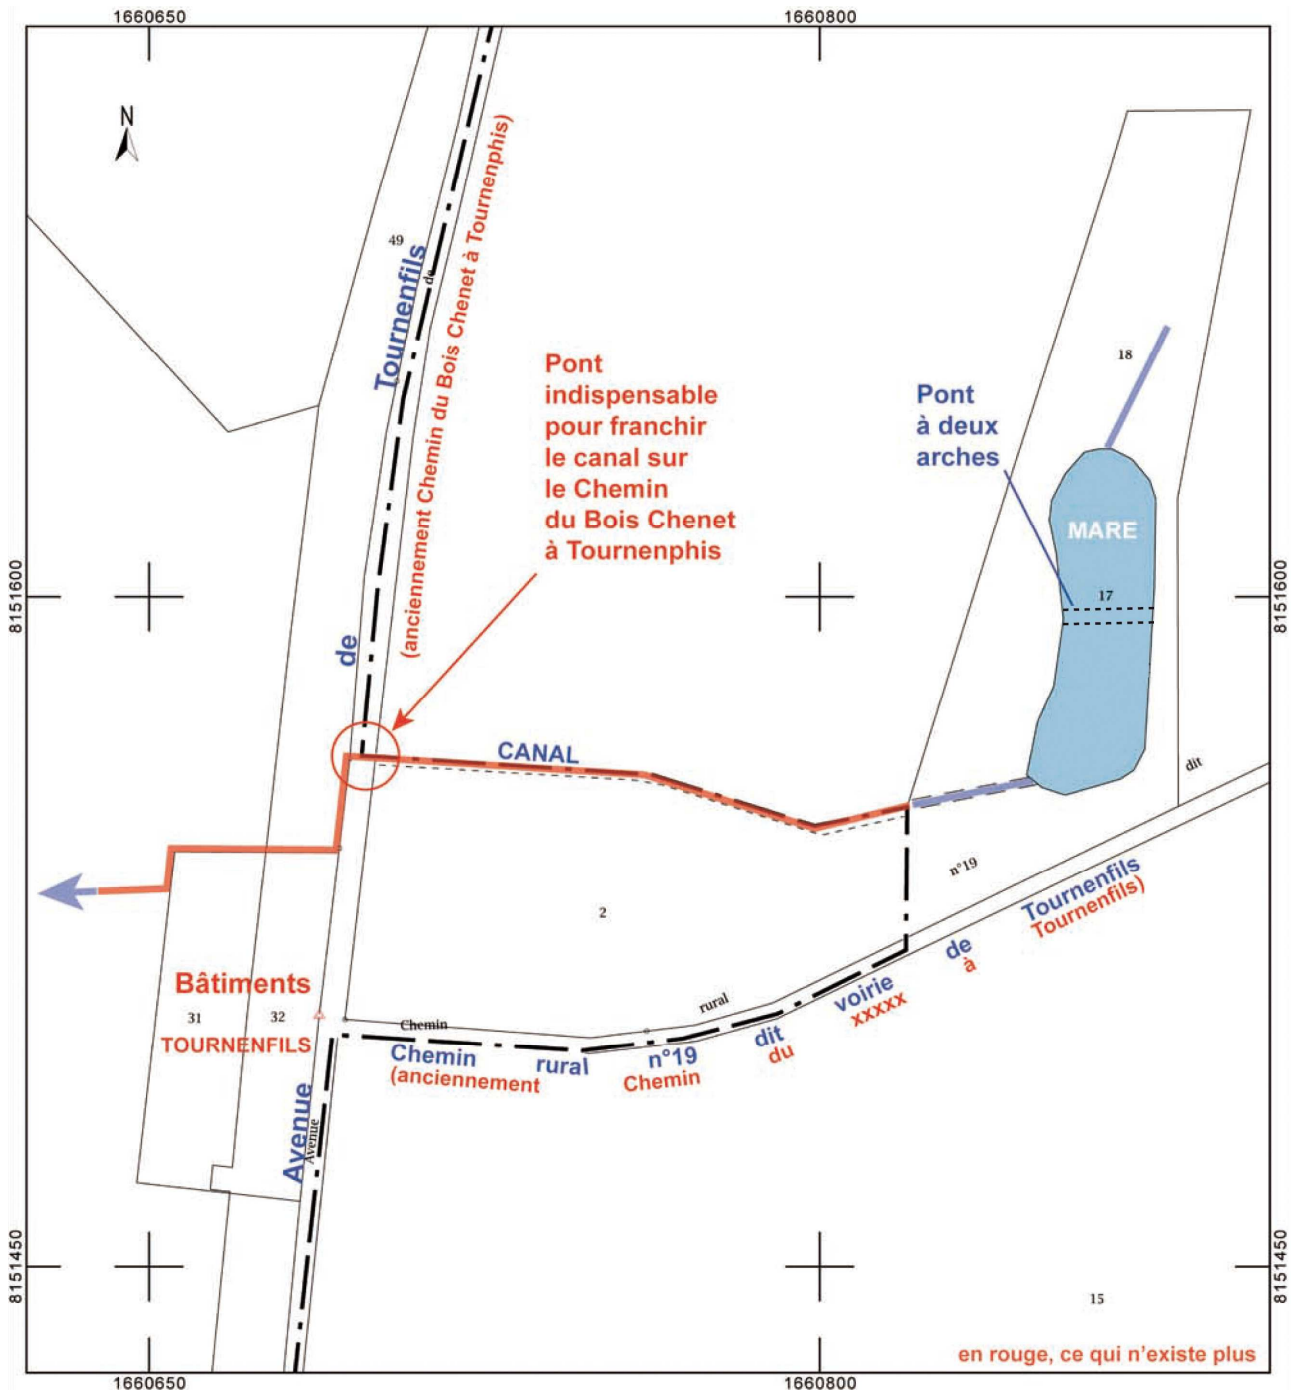 1660650
1660800
N
49
Tournenfils
de
(anciennement Chemin du Bois Chenet à Tournenphis)
Pont
indispensable
pour franchir
le canal sur
le Chemin
du Bois Chenet
à Tournenphis
18
Pont
à deux
arches
MARE
17
8151600
8151600
de
CANAL
dit
n°19
2
Tournenfils
Tournenfils)
de
à
voirie
xxxxx
Bâtiments
31
32
TOURNENFILS
Chemin
rural
Chemin
rural
n°19
dit
(anciennement
Chemin
du
Avenue
Avenue
8151450
8151450
15
en rouge, ce qui n'existe plus
1660650
1660800